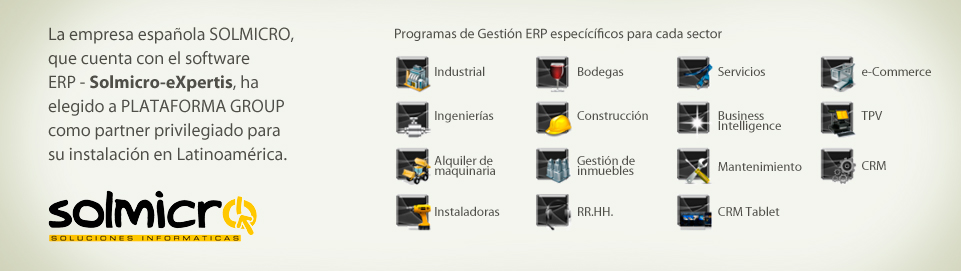 La empresa española SOLMICRO,
que cuenta con el software
ERP - Solmicro-eXpertis, ha
elegido a PLATAFORMA GROUP
como partner privilegiado para
su instalación en Latinoamérica.
solmicro
SOLUCIONES INFORMATICAS
Programas de Gestión ERP especícificos para cada sector
Industrial
Bodegas
Servicios
e-Commerce
Ingenierías
Construcción
Business
Intelligence
TPV
Alquiler de
maquinaria
Gestión de
inmuebles
Mantenimiento
CRM
Instaladoras
RR.HH.
CRM Tablet